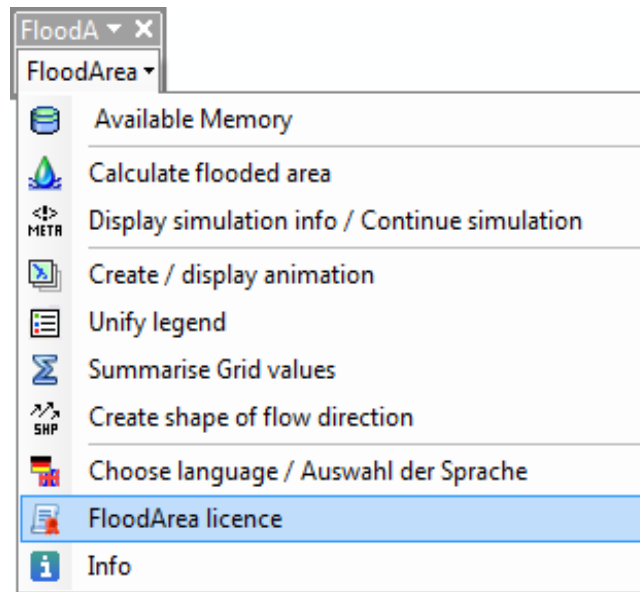 FloodA
FloodArea
Available Memory
Calculate flooded area
<!>
META
Display simulation info / Continue simulation
Create / display animation
Unify legend
Summarise Grid values
SHP
Create shape of flow direction
Choose language / Auswahl der Sprache
FloodArea licence
Info